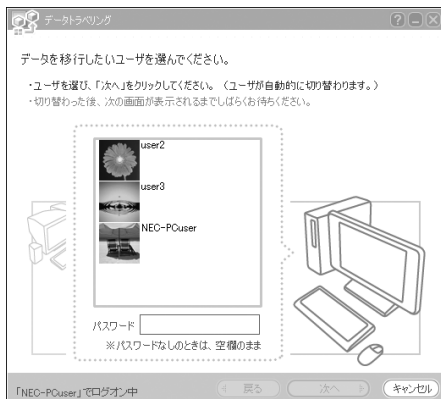 データトラベリング
データを移行したいユーザを選んでください。
・ユーザを選び、「次へ」をクリックしてください。（ユーザが自動的に切り替わります。）
・切り替わった後、次の画面が表示されるまでしばらくお待ちください。
user2
user3
NEC-PCuser
パスワード
※パスワードなしのときは、空欄のまま
「NEC-PCuser」でログオン中
戻る
次へ
キャンセル